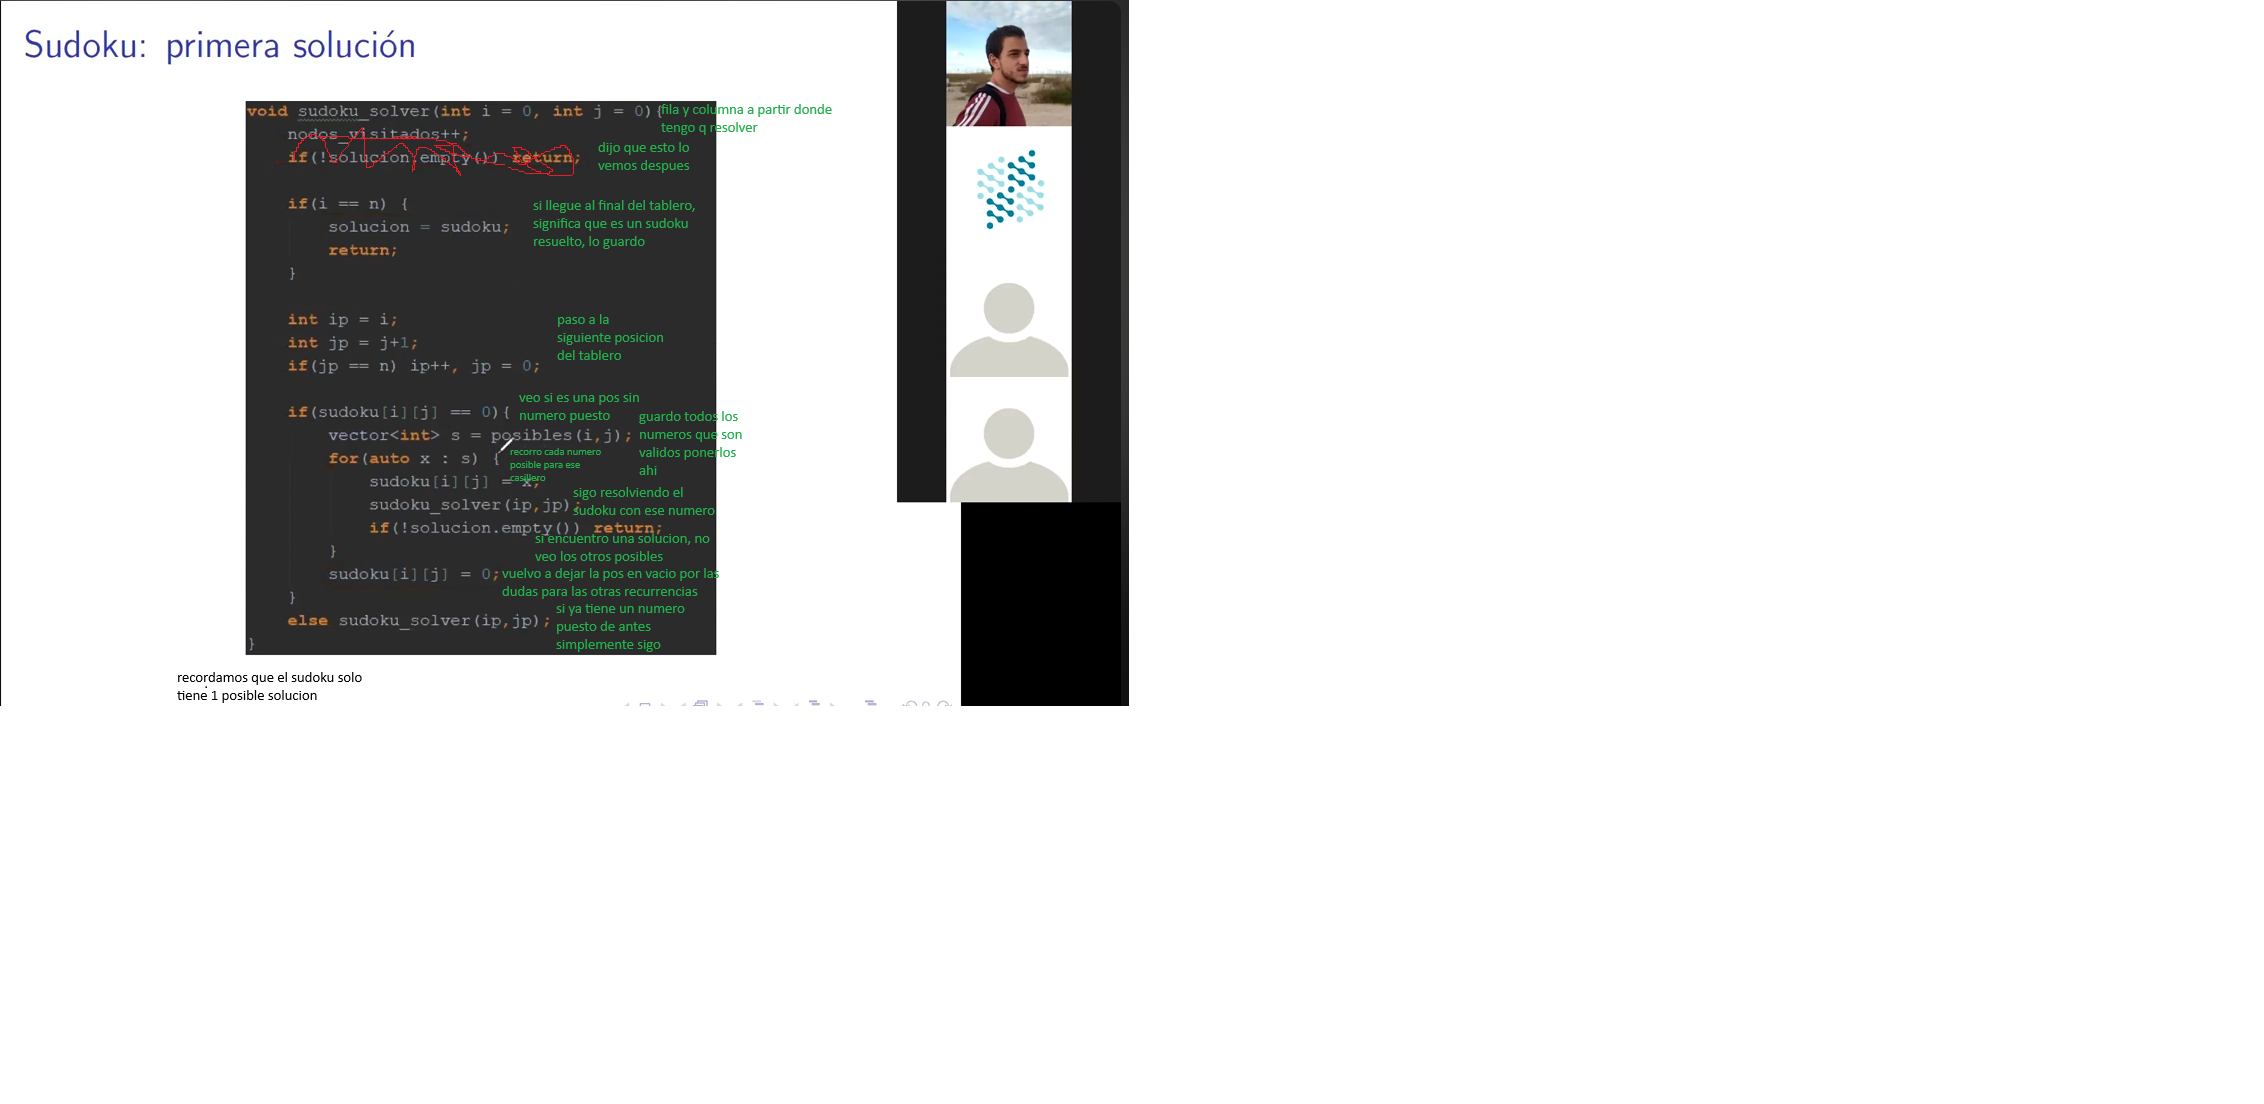 Sudoku: primera solución
void sudoku_solver(int i = 0, int j = 0){
fila y columna a partir donde
tengo q resolver
nodos_visitados++;
if(!solucion.empty()) return;
dijo que esto lo
vemos despues
if(i == n) {
solucion = sudoku;
return;
}
si llegue al final del tablero,
significa que es un sudoku
resuelto, lo guardo
int ip = i;
int jp = j+1;
if(jp == n) ip++, jp = 0;
paso a la
siguiente posicion
del tablero
if(sudoku[i][j] == 0){
veo si es una pos sin
numero puesto
vector<int> s = posibles(i,j);
guardo todos los
numeros que son
validos ponerlos
ahi
for(auto x : s) {
recorro cada numero
posible para ese
casillero
sudoku[i][j] = x;
sudoku_solver(ip,jp);
sigo resolviendo el
sudoku con ese numero
if(!solucion.empty()) return;
si encuentro una solucion, no
veo los otros posibles
}
sudoku[i][j] = 0;
vuelvo a dejar la pos en vacio por las
dudas para las otras recurrencias
}
else sudoku_solver(ip,jp);
si ya tiene un numero
puesto de antes
simplemente sigo
}
recordamos que el sudoku solo
tiene 1 posible solucion